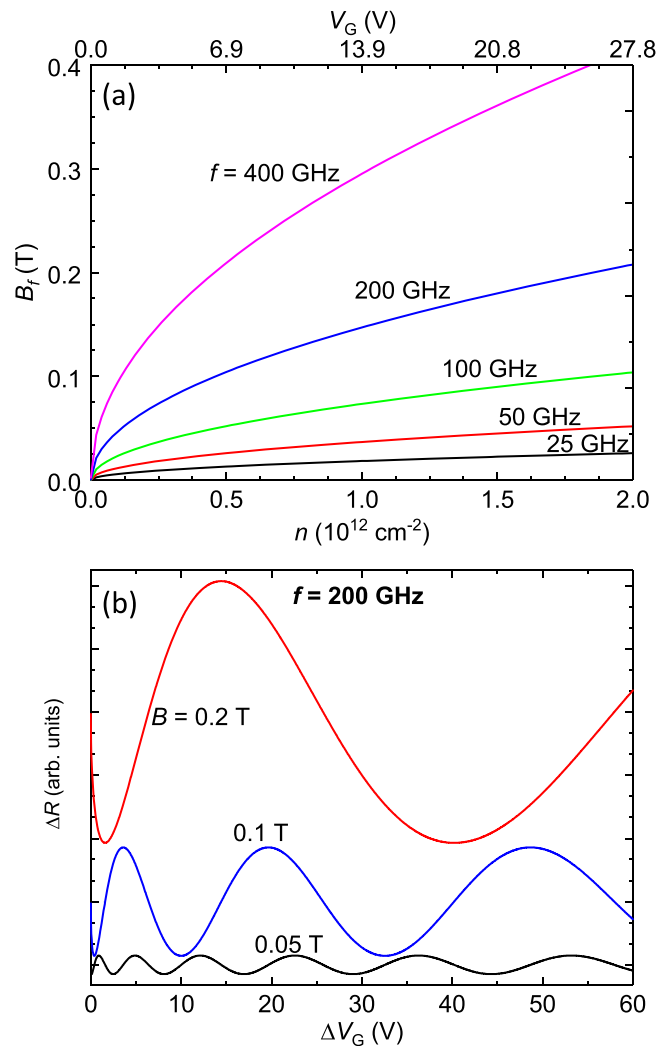 V_G (V)
0.0 6.9 13.9 20.8 27.8
(a)
0.4
f = 400 GHz
0.3
B_f (T)
200 GHz
0.2
100 GHz
0.1
50 GHz
25 GHz
0.0
0.0 0.5 1.0 1.5 2.0
n (10^12 cm^-2)
(b)
f = 200 GHz
B = 0.2 T
ΔR (arb. units)
0.1 T
0.05 T
0 10 20 30 40 50 60
ΔV_G (V)